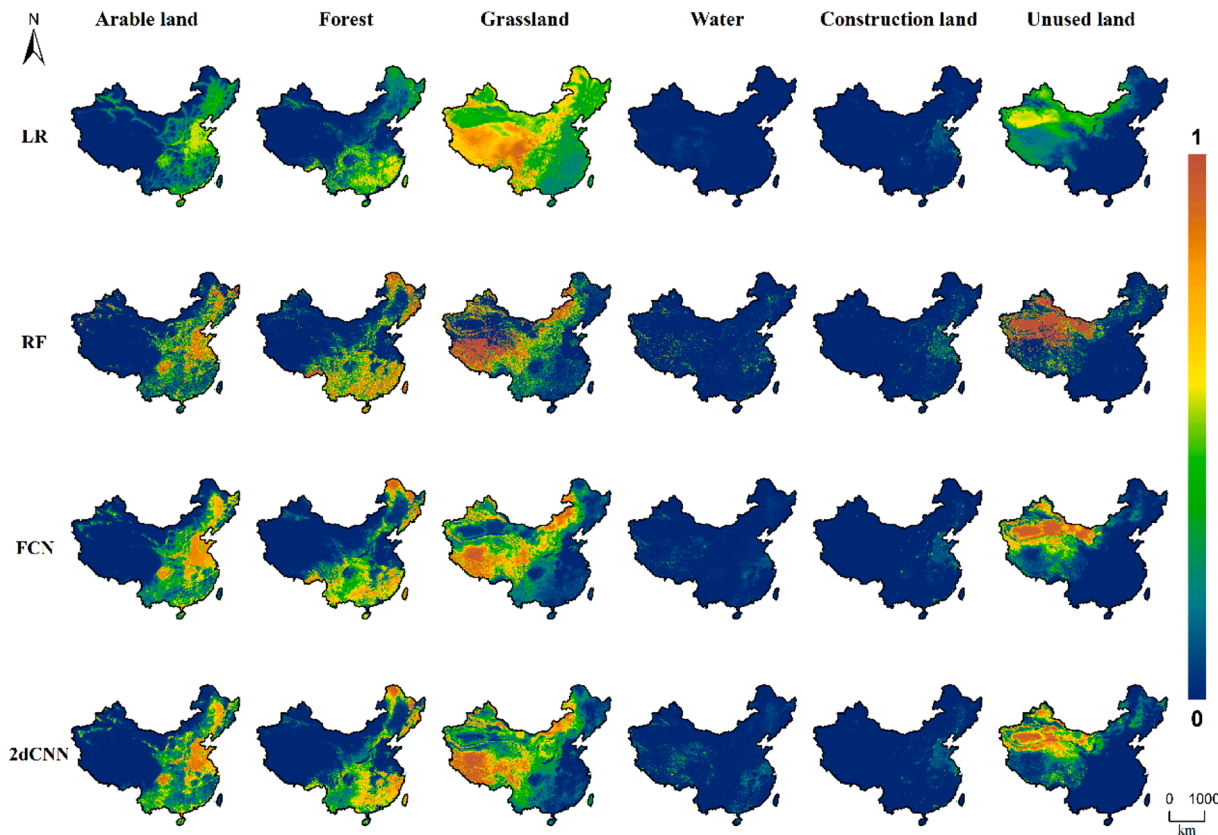 N
Arable land Forest Grassland Water Construction land Unused land
LR
1
RF
FCN
0
2dCNN
0 1000
km